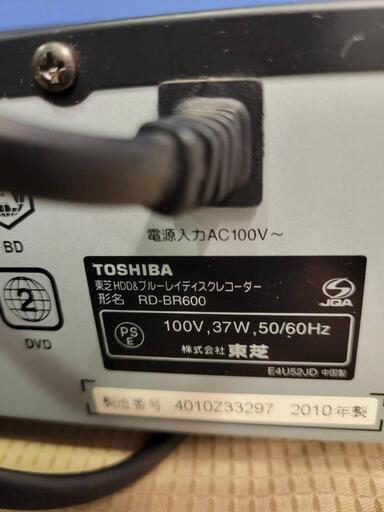 電源入力AC100V～
BD
TOSHIBA
東芝HDD&ブルーレイディスクレコーダー
形名 RD-BR600
JQA
2
DVD
PS
E
100V,37W,50/60Hz
株式会社 東芝
E4U52JD 中国製
製造番号 4010Z33297 2010年製